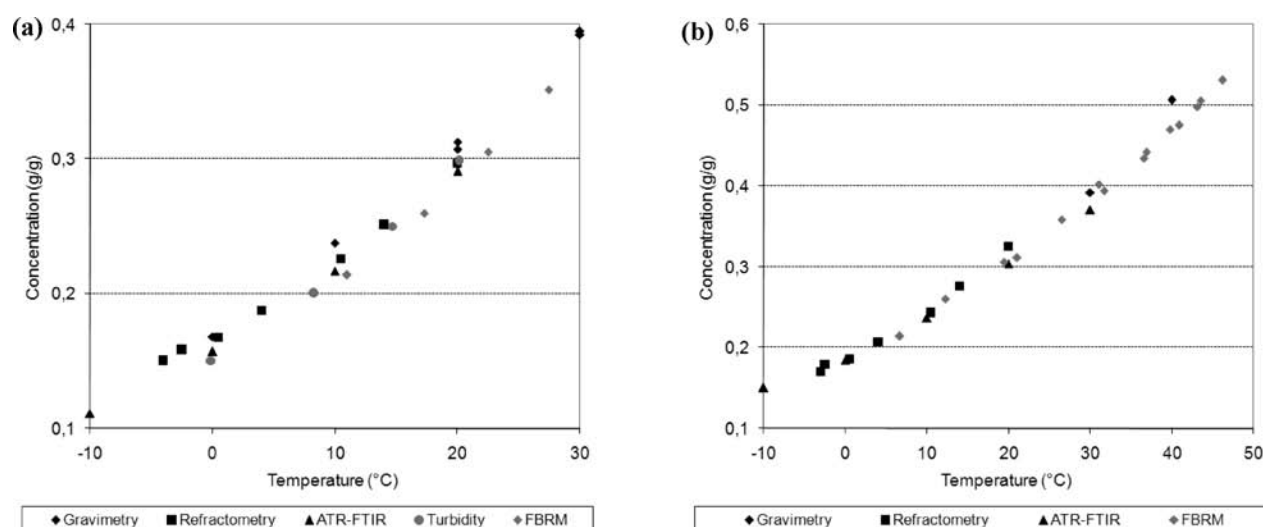 (a)
0,4
0,3
0,2
0,1
Concentration (g/g)
-10 0 10 20 30
Temperature (°C)
Gravimetry Refractometry ATR-FTIR Turbidity FBRM
(b)
0,6
0,5
0,4
0,3
0,2
0,1
Concentration (g/g)
-10 0 10 20 30 40 50
Temperature (°C)
Gravimetry Refractometry ATR-FTIR FBRM